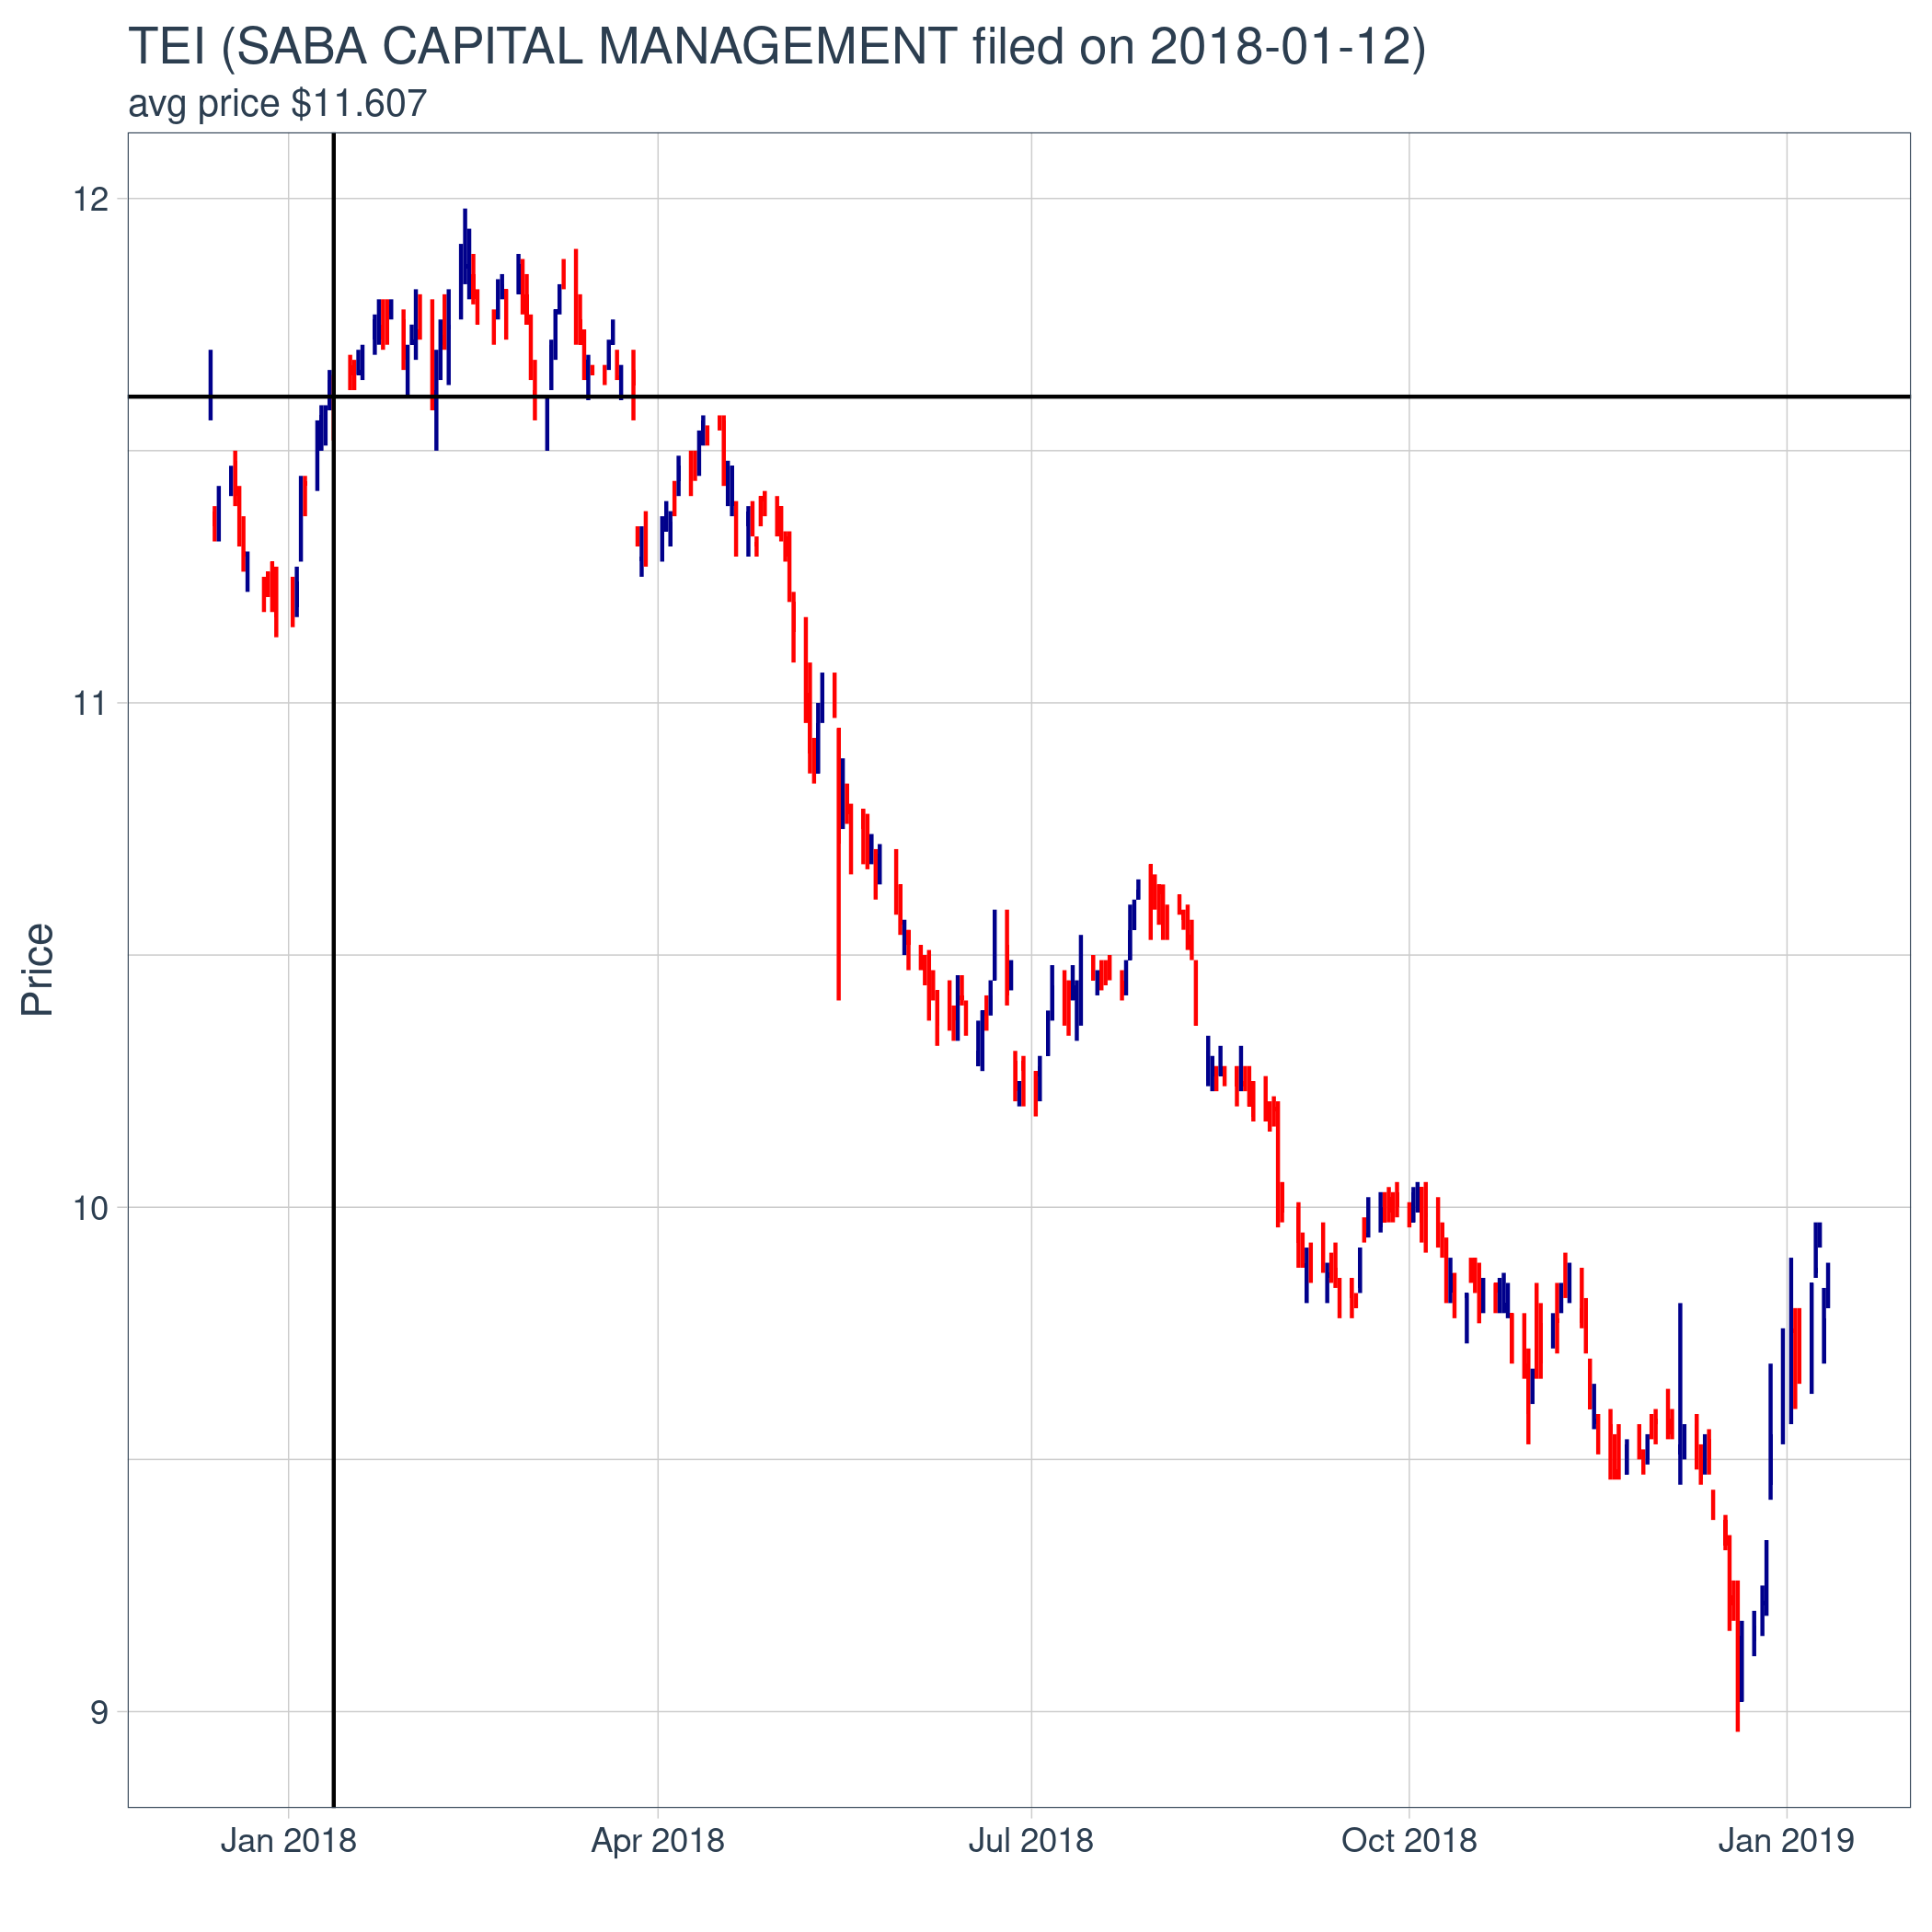 TEI (SABA CAPITAL MANAGEMENT filed on 2018-01-12)
avg price $11.607
12
11
10
9
Price
Jan 2018
Apr 2018
Jul 2018
Oct 2018
Jan 2019